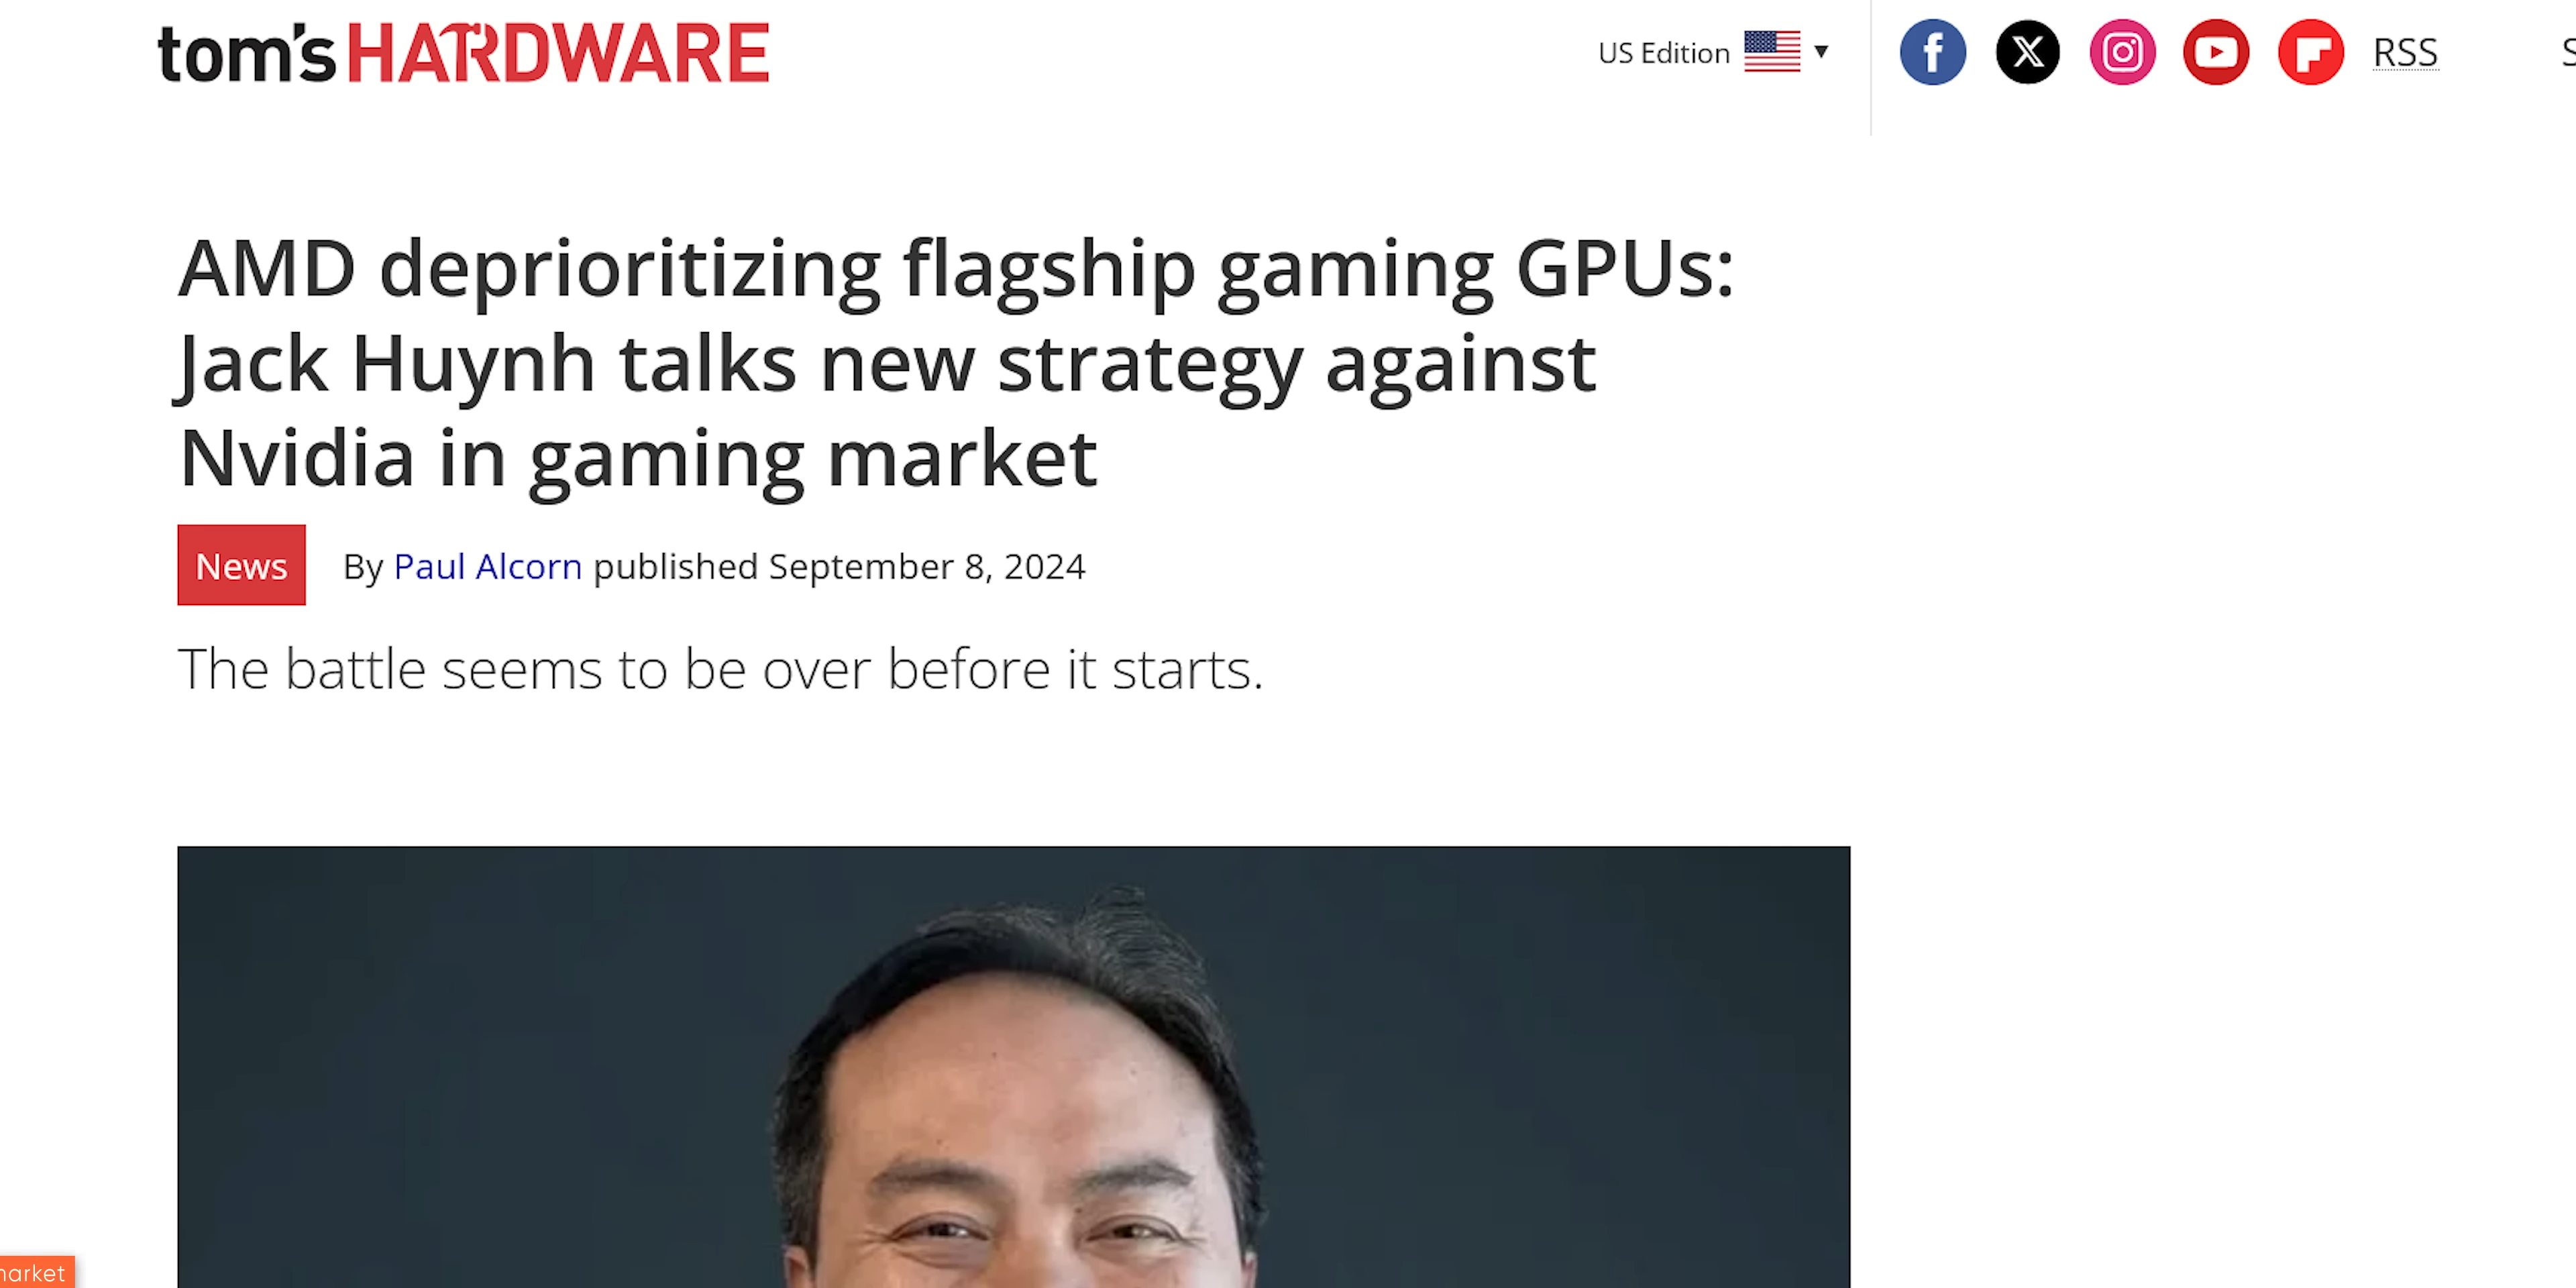 tom's HARDWARE
US Edition
RSS
S
AMD deprioritizing flagship gaming GPUs:
Jack Huynh talks new strategy against
Nvidia in gaming market
News
By Paul Alcorn published September 8, 2024
The battle seems to be over before it starts.
market